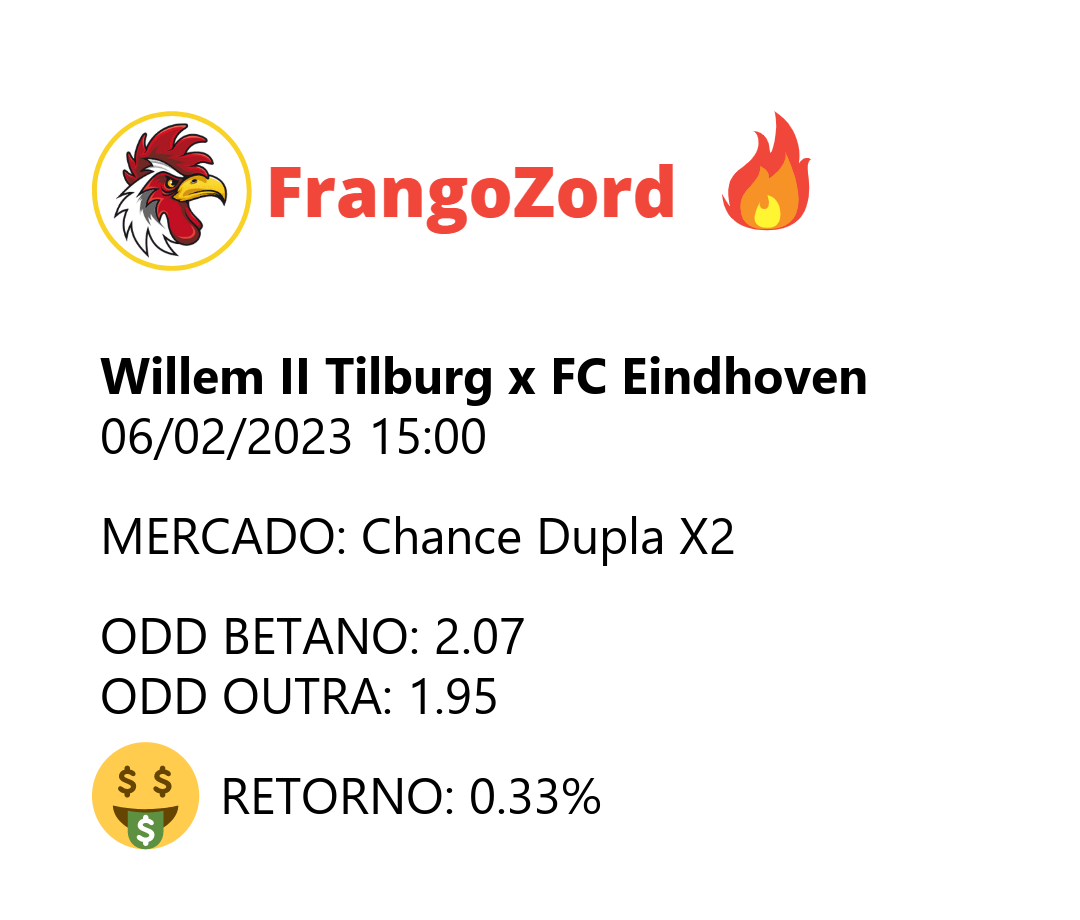 FrangoZord
Willem II Tilburg x FC Eindhoven
06/02/2023 15:00
MERCADO: Chance Dupla X2
ODD BETANO: 2.07
ODD OUTRA: 1.95
RETORNO: 0.33%